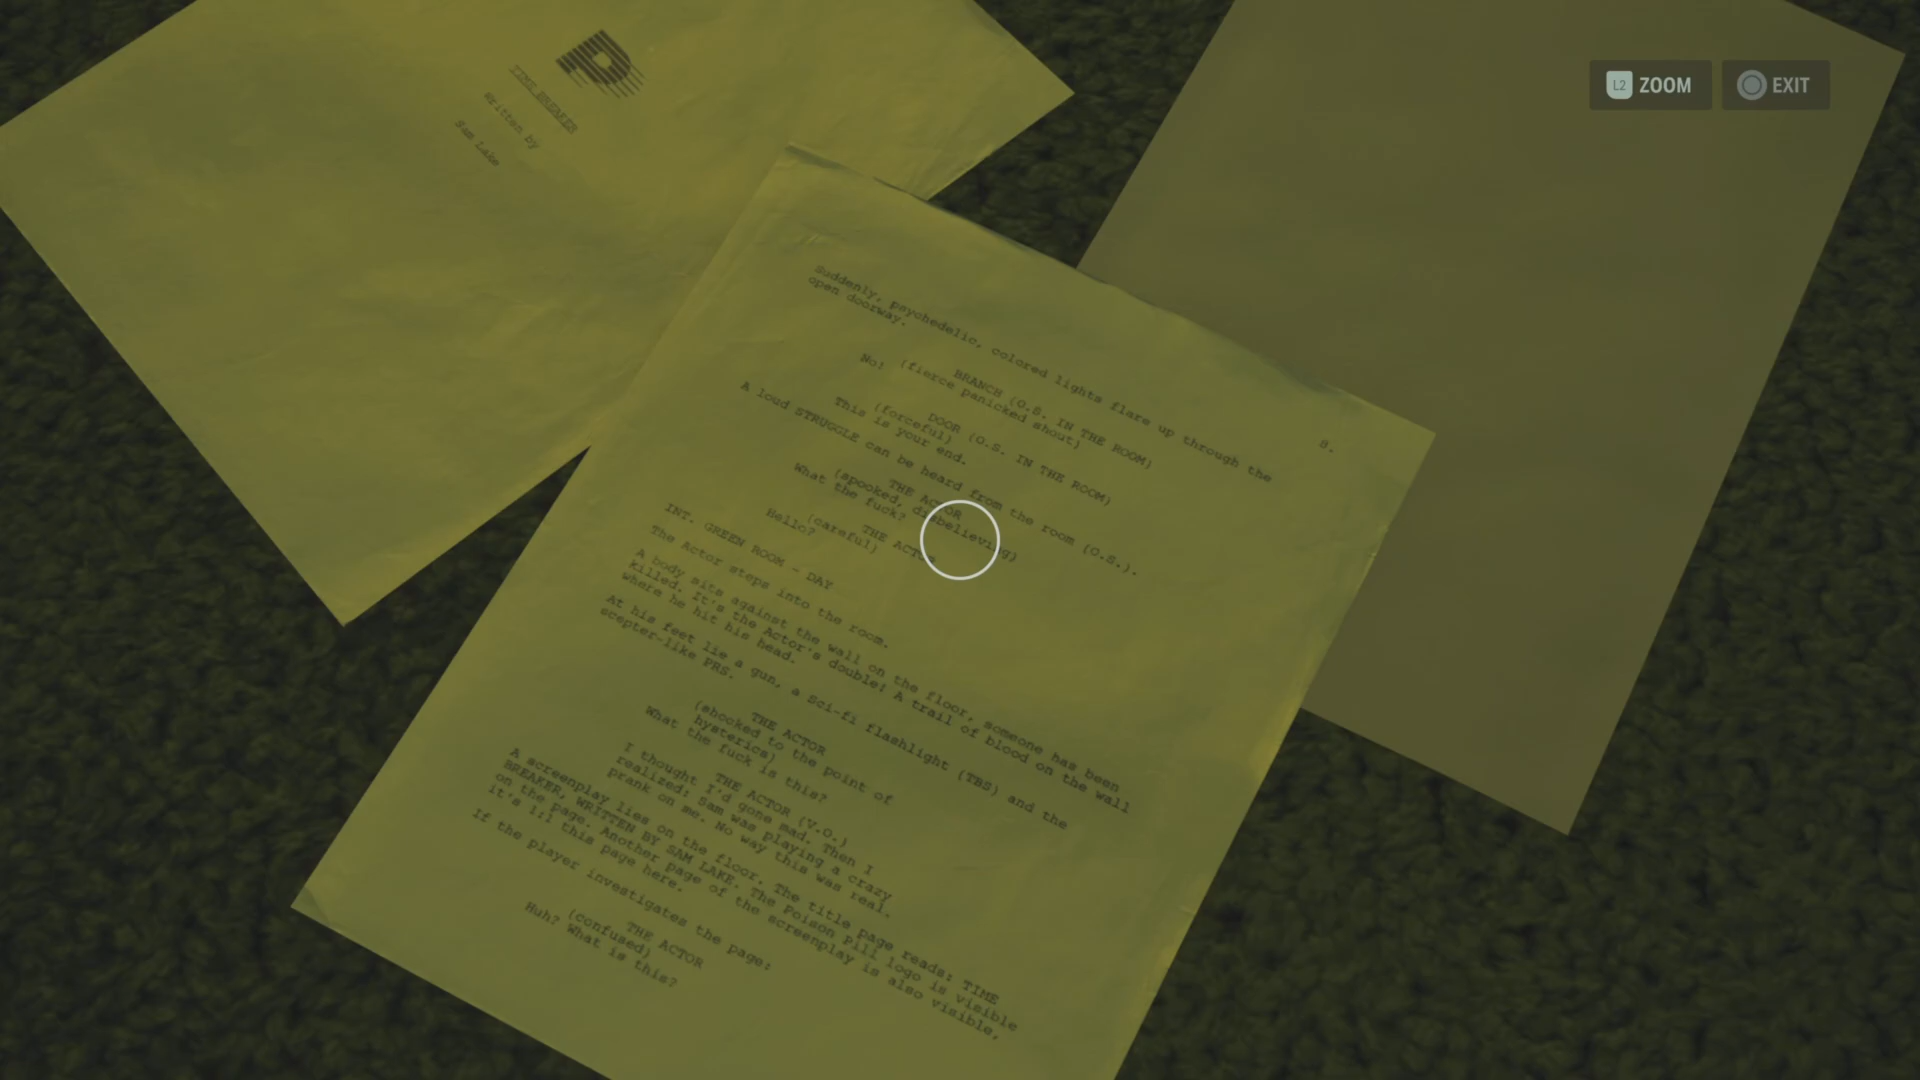 L2 ZOOM
EXIT
TIME BREAKER
Written by
Sam Lake
8.
Suddenly, psychedelic, colored lights flare up through the
open doorway.
BRANCH (O.S. IN THE ROOM)
(fierce panicked shout)
No!
DOOR (O.S. IN THE ROOM)
(forceful)
This is your end.
A loud STRUGGLE can be heard from the room (O.S.).
THE ACTOR
(spooked, disbelieving)
What the fuck?
THE ACTOR
(careful)
Hello?
INT. GREEN ROOM - DAY
The Actor steps into the room.
A body sits against the wall on the floor, someone has been
killed. It's the Actor's double! A trail of blood on the wall
where he hit his head.
At his feet lie a gun, a Sci-fi flashlight (TBS) and the
scepter-like PRS.
THE ACTOR
(shocked to the point of
hysterics)
What the fuck is this?
THE ACTOR (V.O.)
I thought I'd gone mad. Then I
realized: Sam was playing a crazy
prank on me. No way this was real.
A screenplay lies on the floor. The title page reads: TIME
BREAKER, WRITTEN BY SAM LAKE. The Poison Pill logo is visible
on the page. Another page of the screenplay is also visible,
it's 1:1 this page here.
If the player investigates the page:
THE ACTOR
(confused)
Huh? What is this?